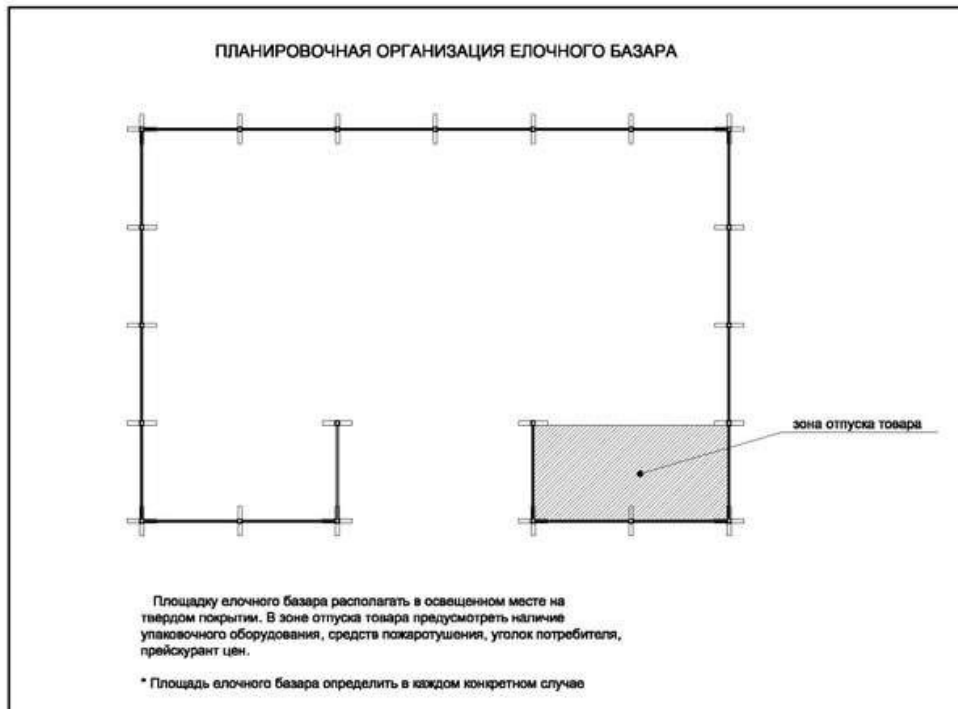 ПЛАНИРОВОЧНАЯ ОРГАНИЗАЦИЯ ЕЛОЧНОГО БАЗАРА
зона отпуска товара
Площадку елочного базара располагать в освещенном месте на
твердом покрытии. В зоне отпуска товара предусмотреть наличие
упаковочного оборудования, средств пожаротушения, уголок потребителя,
прейскурант цен.
* Площадь елочного базара определить в каждом конкретном случае